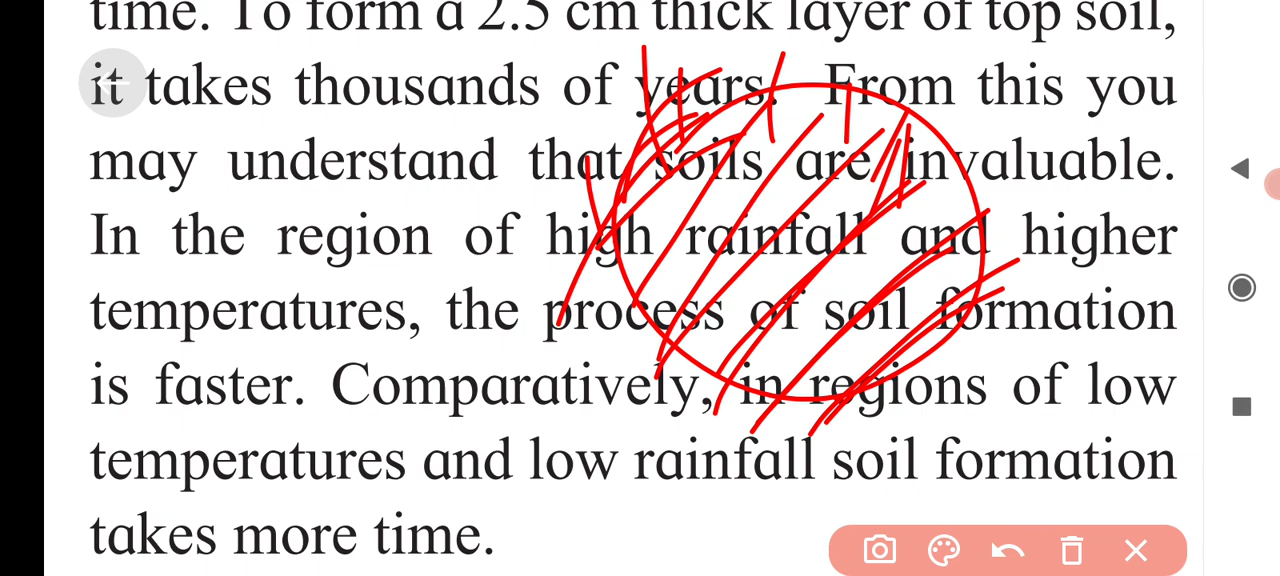 time. To form a 2.5 cm thick layer of top soil,
it takes thousands of years. From this you
may understand that soils are invaluable.
In the region of high rainfall and higher
temperatures, the process of soil formation
is faster. Comparatively, in regions of low
temperatures and low rainfall soil formation
takes more time.